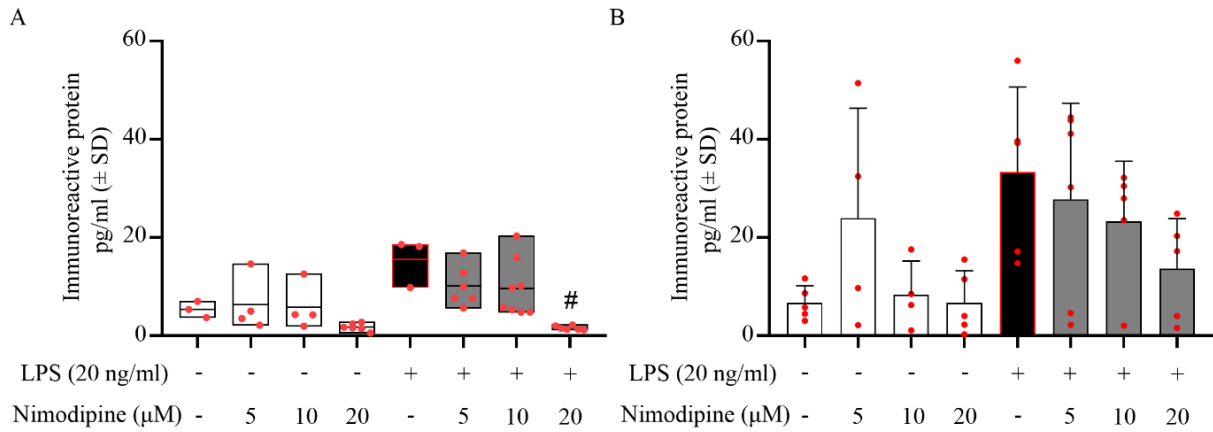 A
B
Immunoreactive protein
pg/ml (± SD)
60
40
20
0
#
LPS (20 ng/ml) - - - - + + + +
Nimodipine (μM) - 5 10 20 - 5 10 20
Immunoreactive protein
pg/ml (± SD)
60
40
20
0
LPS (20 ng/ml) - - - - + + + +
Nimodipine (μM) - 5 10 20 - 5 10 20